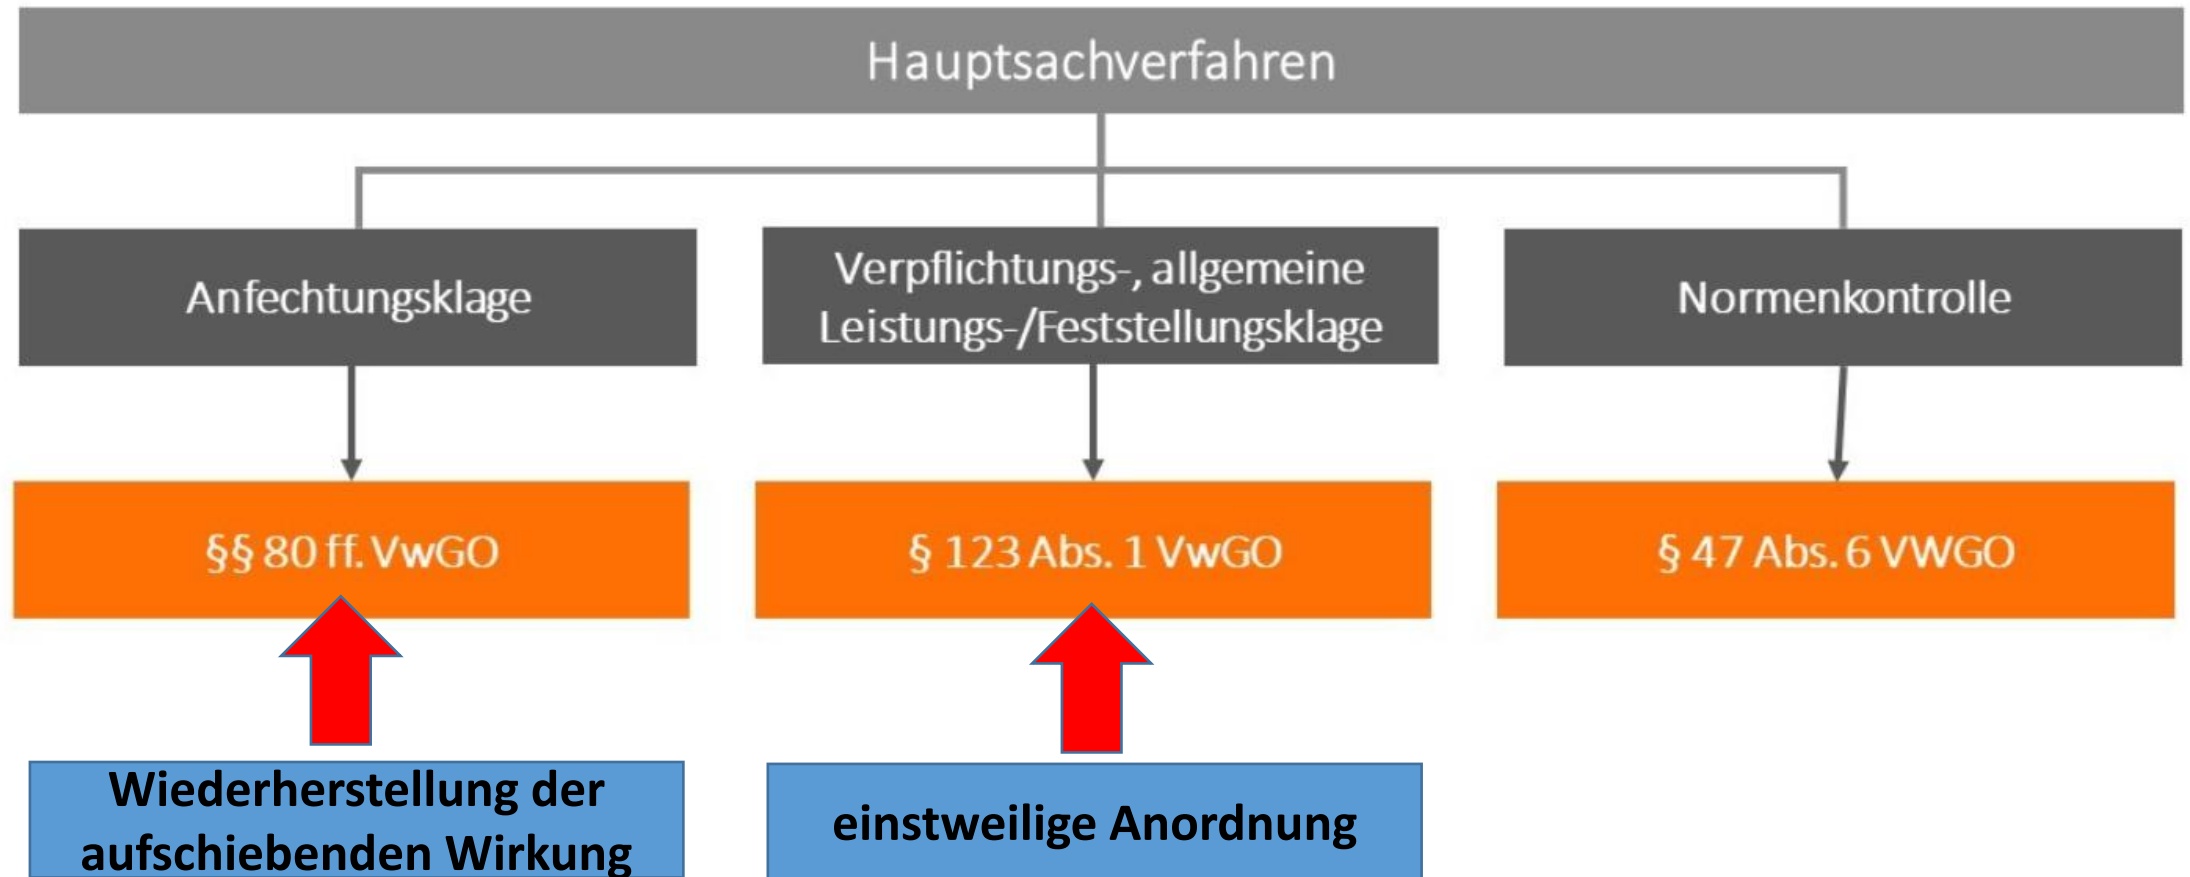 Hauptsachverfahren
Anfechtungsklage
Verpflichtungs-, allgemeine
Leistungs-/Feststellungsklage
Normenkontrolle
§§ 80 ff. VwGO
§ 123 Abs. 1 VwGO
§ 47 Abs. 6 VWGO
Wiederherstellung der
aufschiebenden Wirkung
einstweilige Anordnung